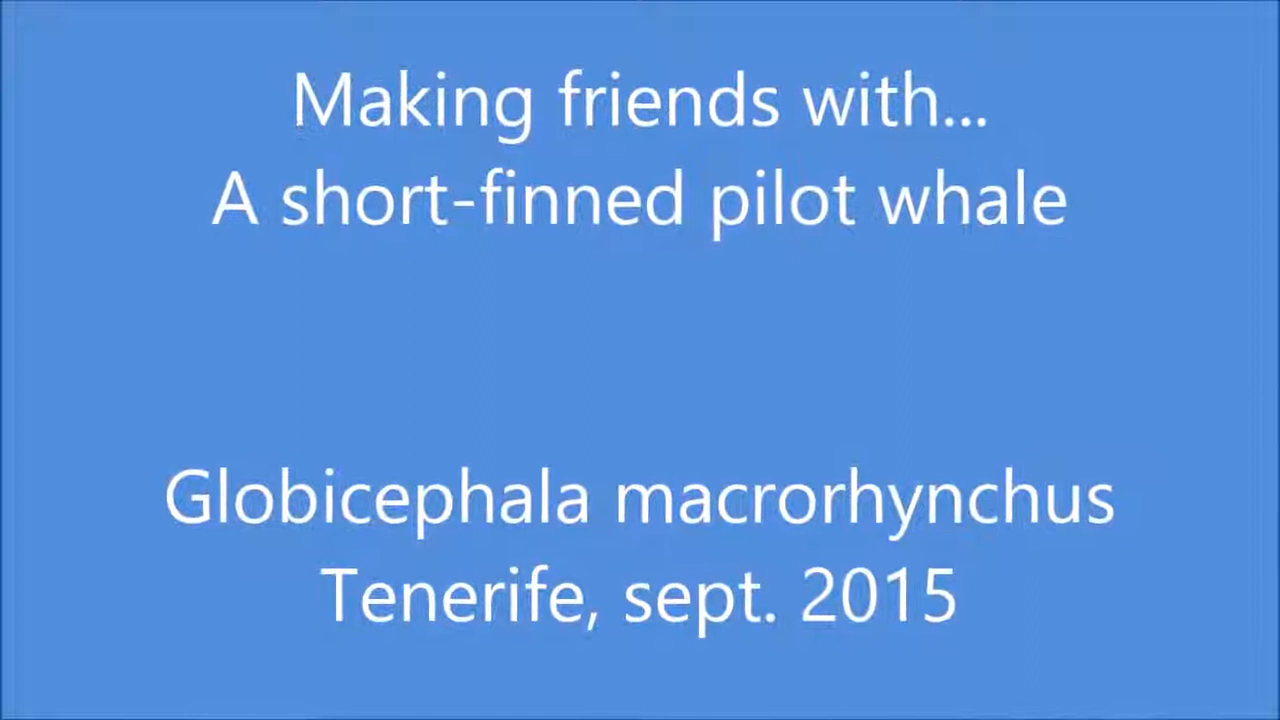 Making friends with...
A short-finned pilot whale
Globicephala macrorhynchus
Tenerife, sept. 2015